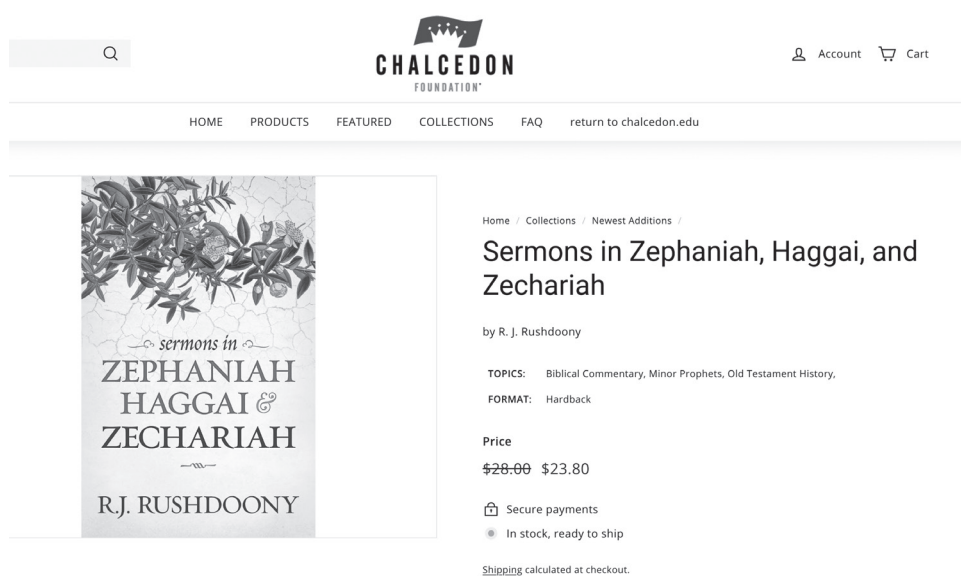 CHALCEDON
FOUNDATION
Account
Cart
HOME PRODUCTS FEATURED COLLECTIONS FAQ return to chalcedon.edu
sermons in
ZEPHANIAH
HAGGAI &
ZECHARIAH
R.J. RUSHDOONY
Home / Collections / Newest Additions /
Sermons in Zephaniah, Haggai, and
Zechariah
by R. J. Rushdoony
TOPICS: Biblical Commentary, Minor Prophets, Old Testament History,
FORMAT: Hardback
Price
$28.00 $23.80
Secure payments
In stock, ready to ship
Shipping calculated at checkout.